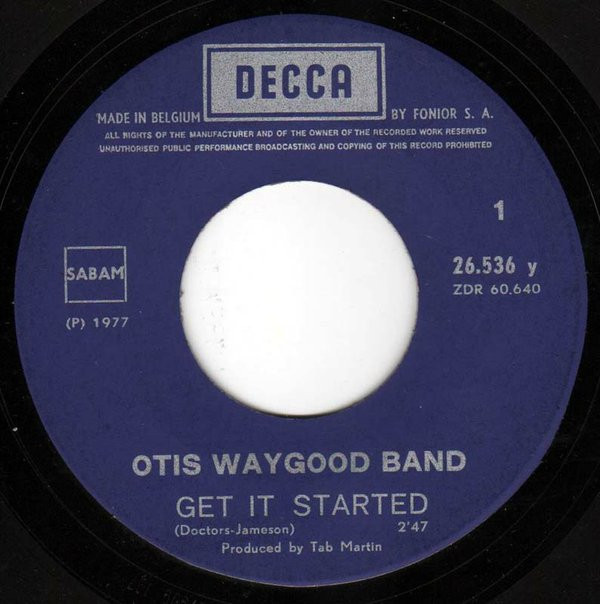 DECCA
MADE IN BELGIUM BY FONIOR S. A.
ALL RIGHTS OF THE MANUFACTURER AND OF THE OWNER OF THE RECORDED WORK RESERVED
UNAUTHORISED PUBLIC PERFORMANCE BROADCASTING AND COPYING OF THIS RECORD PROHIBITED
1
SABAM
26.536 y
ZDR 60.640
(P) 1977
OTIS WAYGOOD BAND
GET IT STARTED
(Doctors-Jameson) 2'47
Produced by Tab Martin